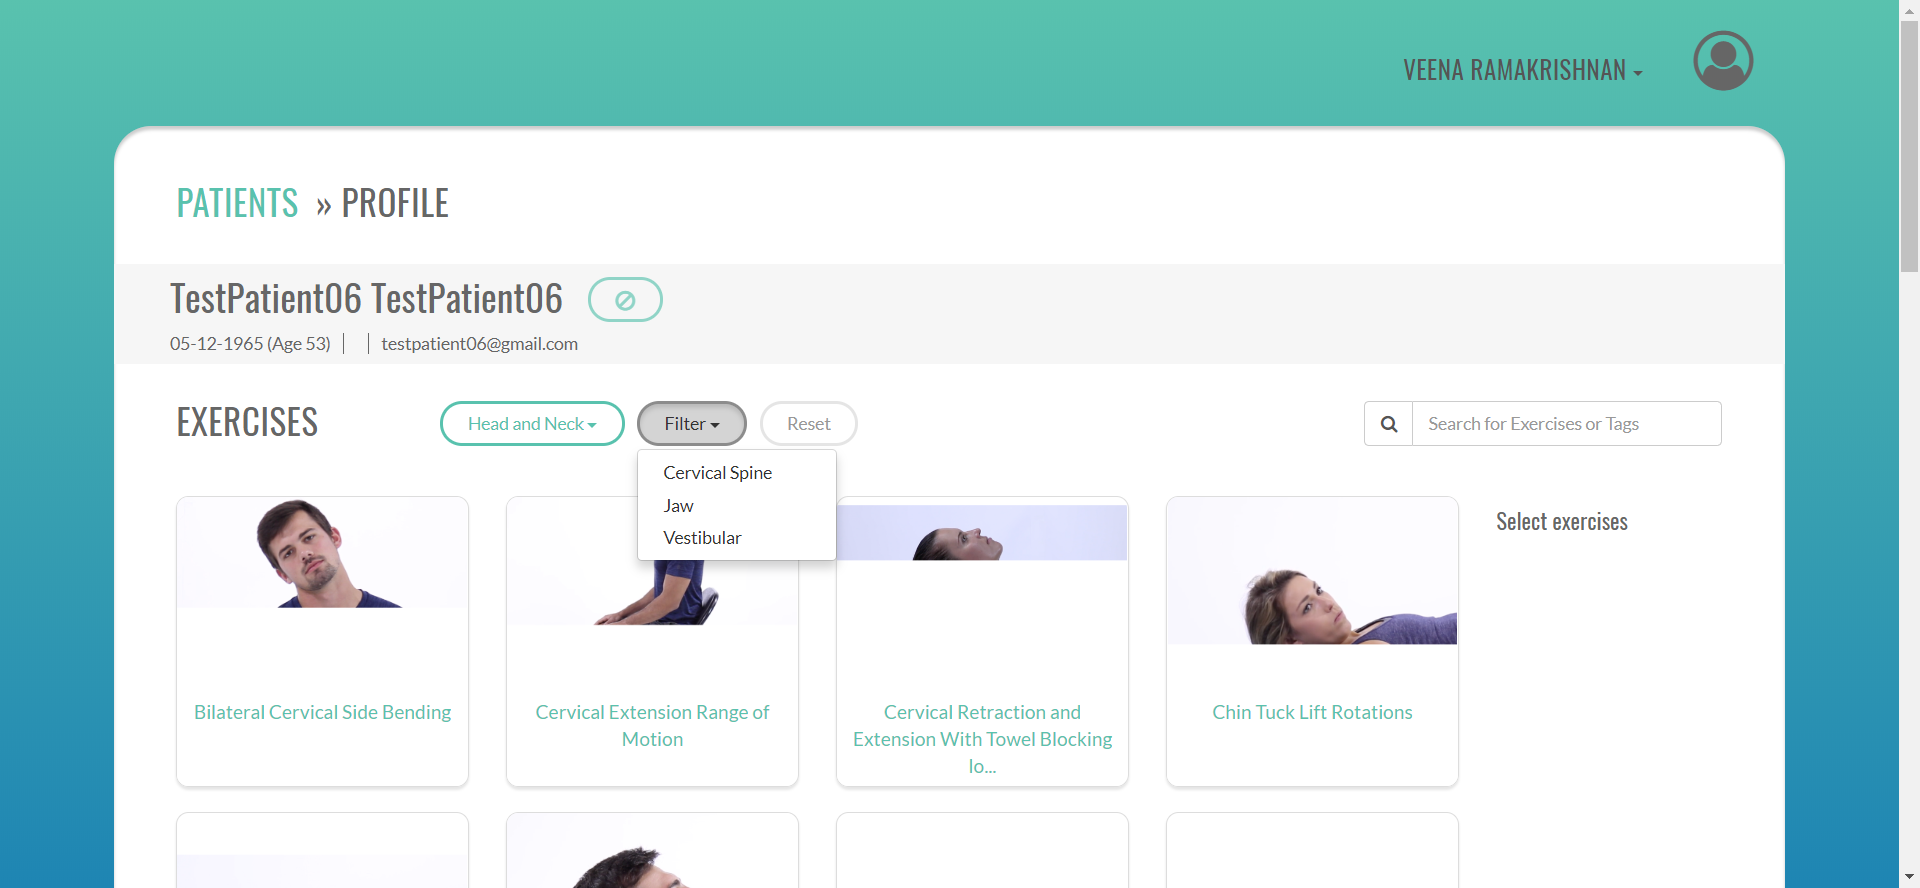 VEENA RAMAKRISHNAN
PATIENTS » PROFILE
TestPatient06 TestPatient06
05-12-1965 (Age 53) | | testpatient06@gmail.com
EXERCISES
Head and Neck
Filter
Reset
Search for Exercises or Tags
Cervical Spine
Jaw
Vestibular
Select exercises
Bilateral Cervical Side Bending
Cervical Extension Range of
Motion
Cervical Retraction and
Extension With Towel Blocking
lo...
Chin Tuck Lift Rotations